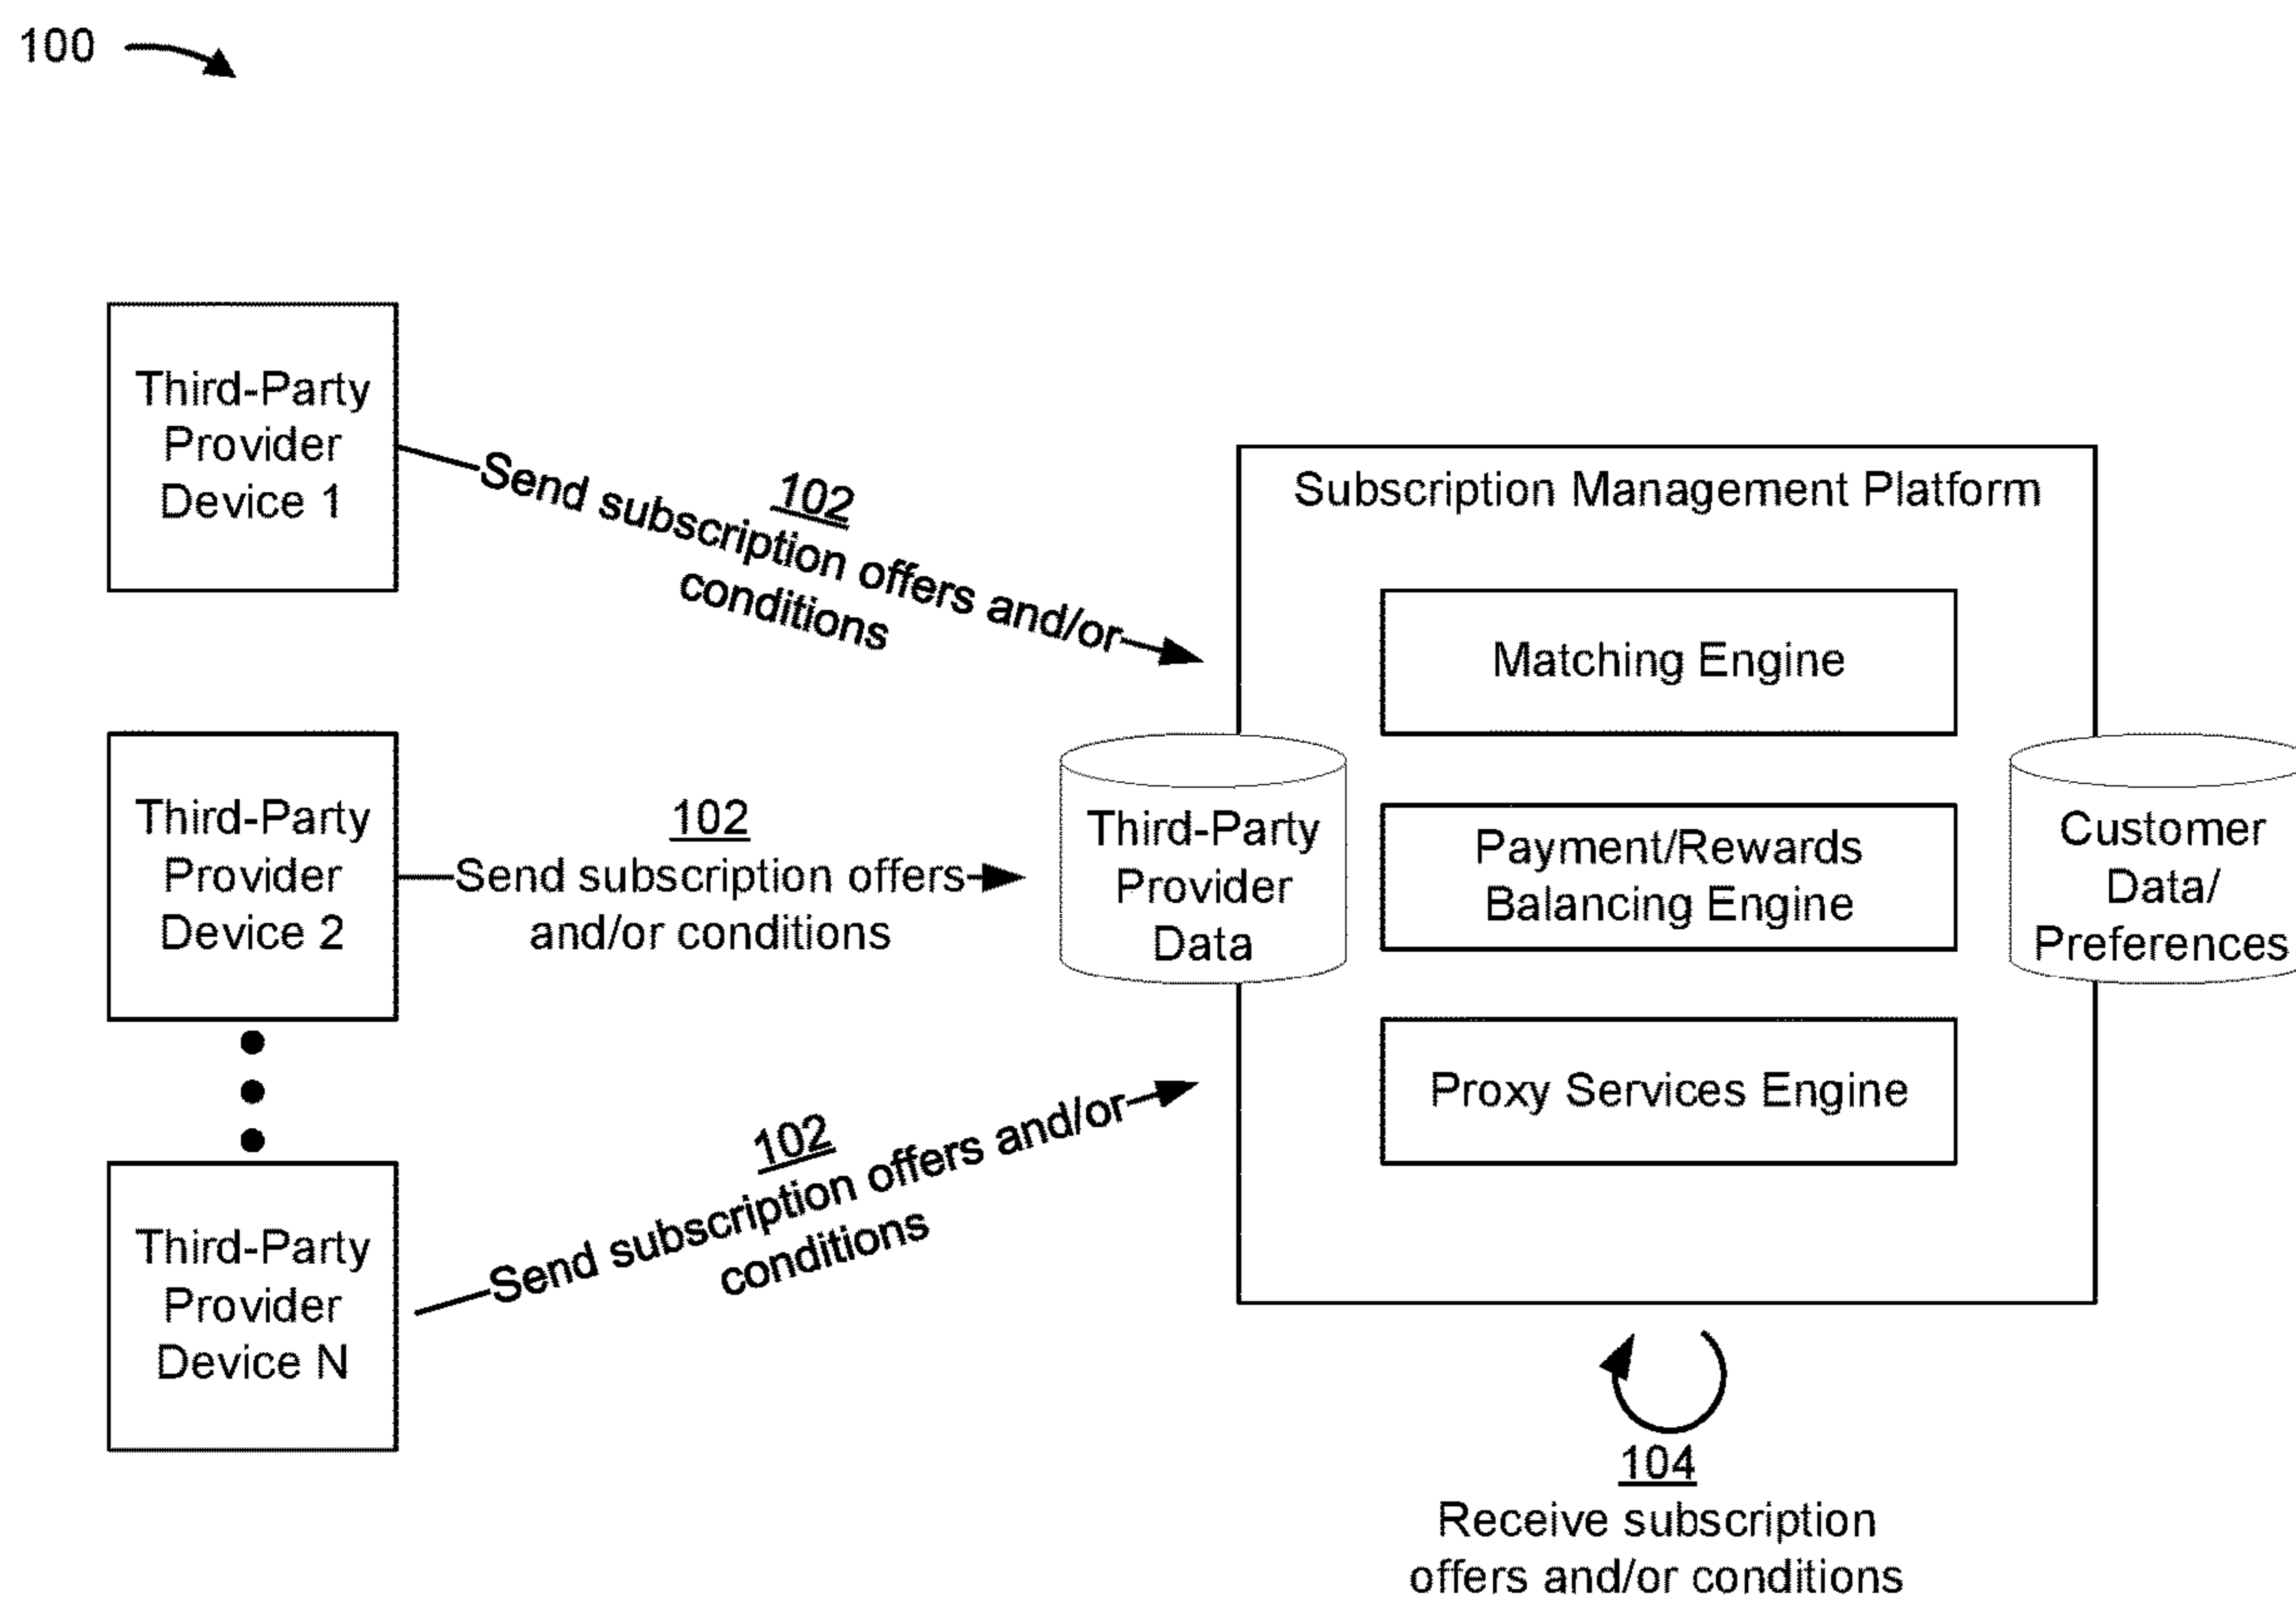 100
Third-Party
Provider
Device 1
102
Send subscription offers and/or
conditions
Third-Party
Provider
Device 2
102
Send subscription offers
and/or conditions
Third-Party
Provider
Device N
102
Send subscription offers and/or
conditions
Subscription Management Platform
Matching Engine
Third-Party
Provider
Data
Payment/Rewards
Balancing Engine
Customer
Data/
Preferences
Proxy Services Engine
104
Receive subscription
offers and/or conditions